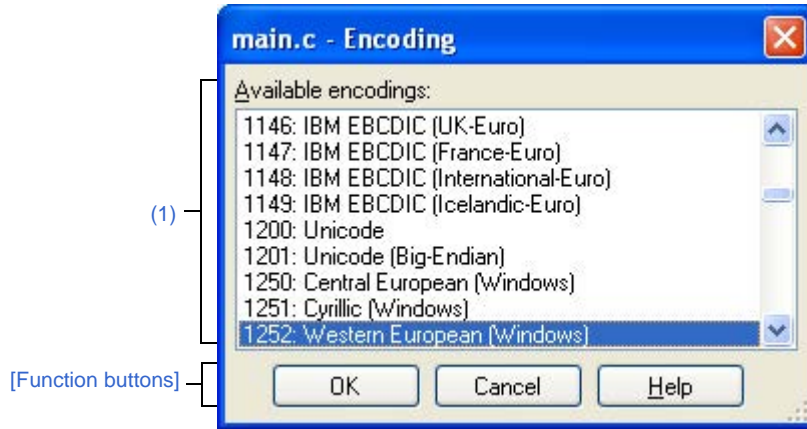 main.c - Encoding
Available encodings:
1146: IBM EBCDIC (UK-Euro)
1147: IBM EBCDIC (France-Euro)
1148: IBM EBCDIC (International-Euro)
1149: IBM EBCDIC (Icelandic-Euro)
(1)
1200: Unicode
1201: Unicode (Big-Endian)
1250: Central European (Windows)
1251: Cyrillic (Windows)
1252: Western European (Windows)
[Function buttons]
OK Cancel Help